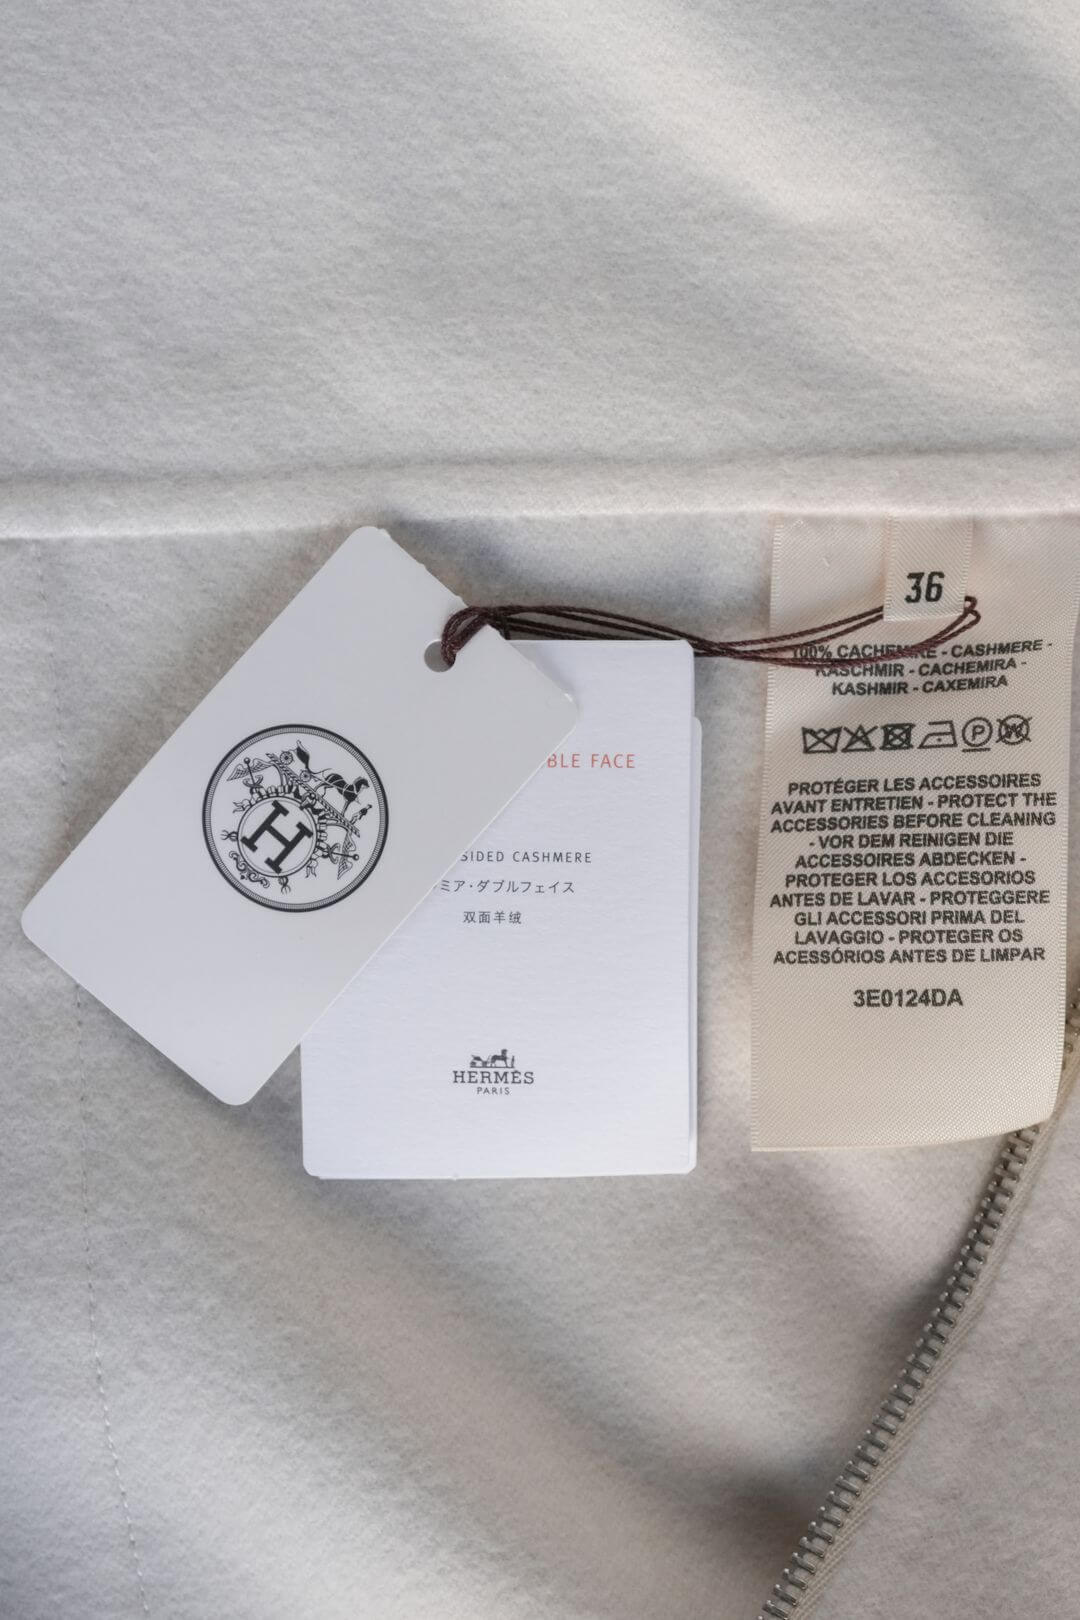 H
BLE FACE
SIDED CASHMERE
ミア・ダブルフェイス
双面羊绒
HERMÈS
PARIS
36
100% CACHEMIRE - CASHMERE -
KASCHMIR - CACHEMIRA -
KASHMIR - CAXEMIRA
P
W
PROTÉGER LES ACCESSOIRES
AVANT ENTRETIEN - PROTECT THE
ACCESSORIES BEFORE CLEANING
- VOR DEM REINIGEN DIE
ACCESSOIRES ABDECKEN -
PROTEGER LOS ACCESORIOS
ANTES DE LAVAR - PROTEGGERE
GLI ACCESSORI PRIMA DEL
LAVAGGIO - PROTEGER OS
ACESSÓRIOS ANTES DE LIMPAR
3E0124DA